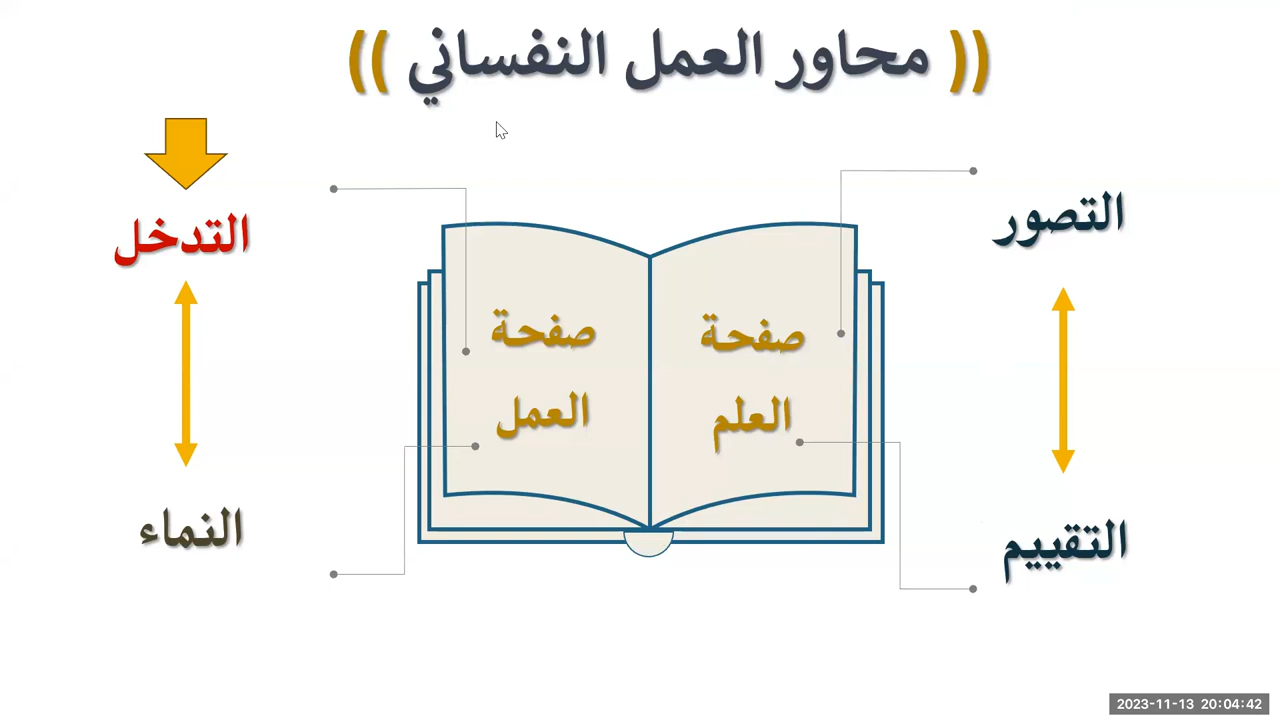 (( محاور العمل النفساني ))
التصور
التقييم
صفحة
العلم
صفحة
العمل
التدخل
النماء
2023-11-13 20:04:42